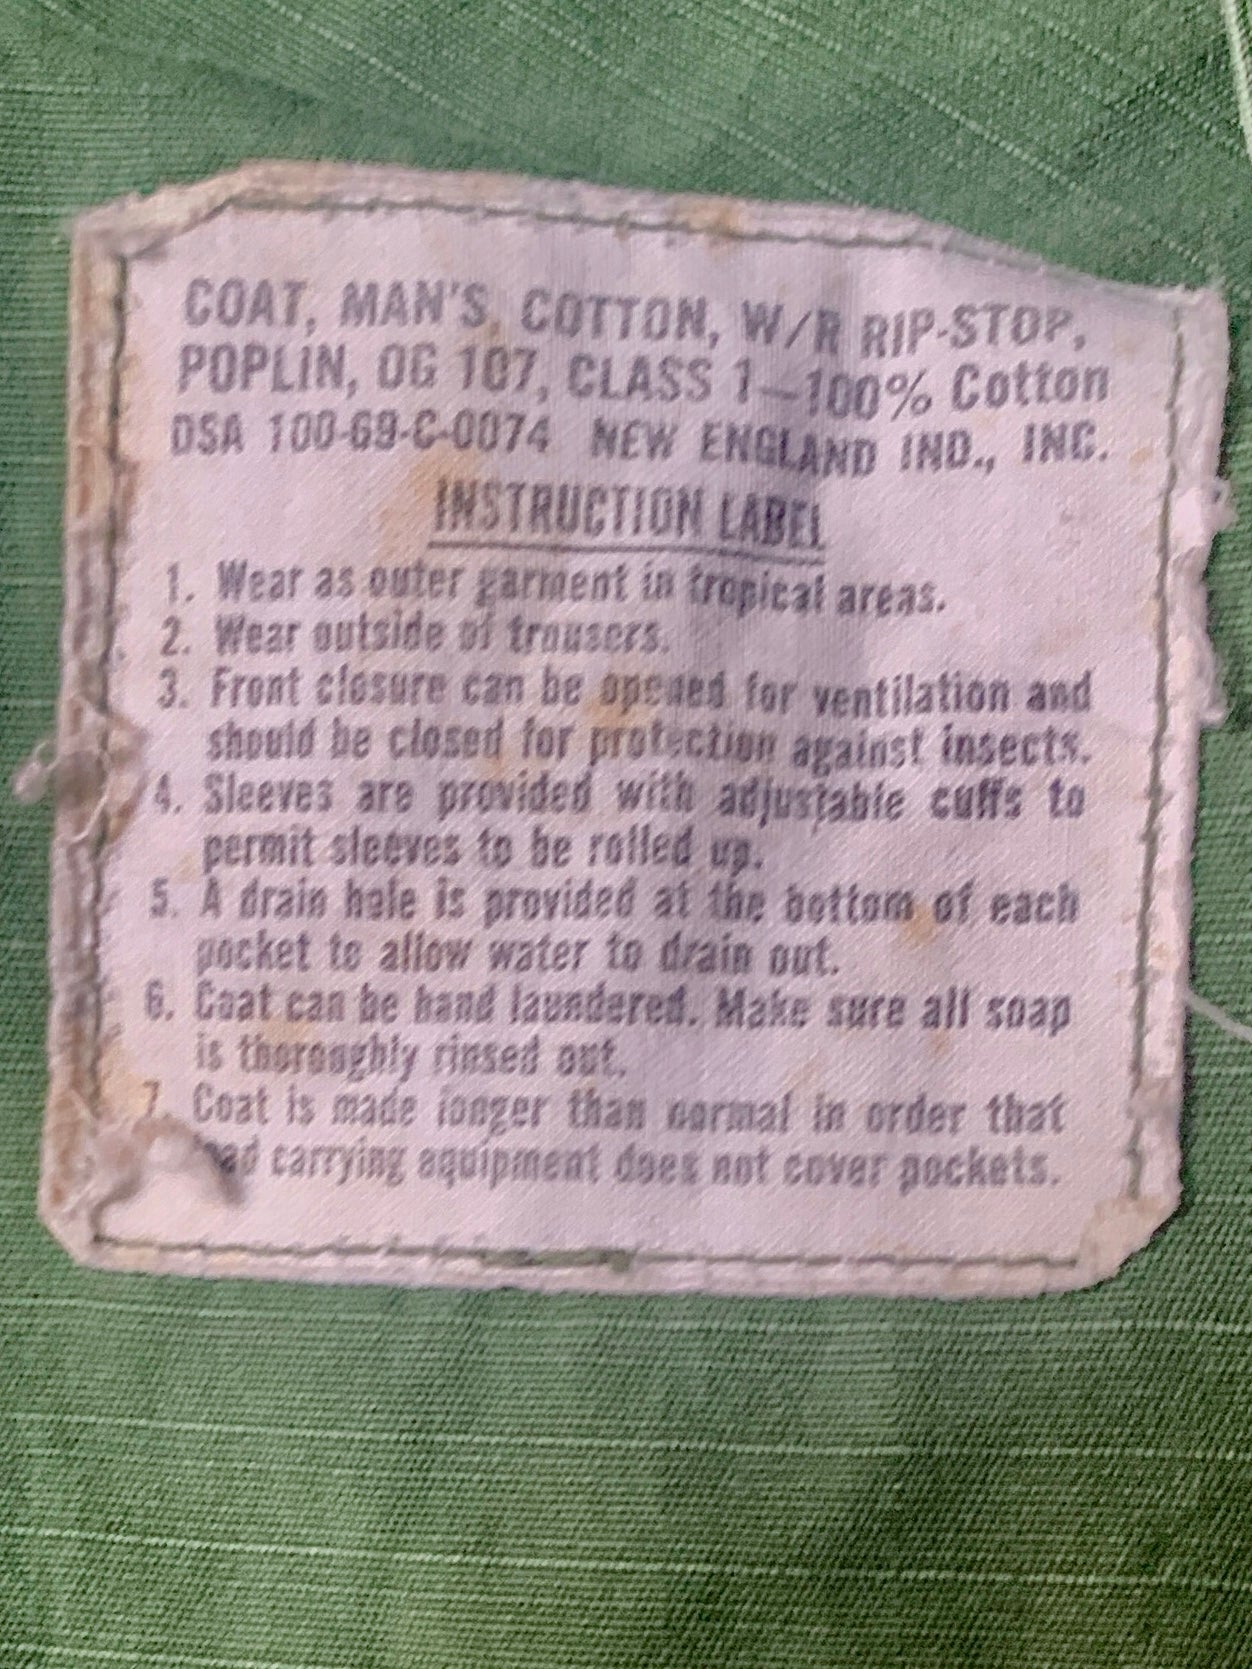 COAT, MAN'S, COTTON, W/R RIP-STOP,
POPLIN, OG 107, CLASS 1—100% Cotton
DSA 100-69-C-0074 NEW ENGLAND IND., INC.
INSTRUCTION LABEL
1. Wear as outer garment in tropical areas.
2. Wear outside of trousers.
3. Front closure can be opened for ventilation and
should be closed for protection against insects.
4. Sleeves are provided with adjustable cuffs to
permit sleeves to be rolled up.
5. A drain hole is provided at the bottom of each
pocket to allow water to drain out.
6. Coat can be hand laundered. Make sure all soap
is thoroughly rinsed out.
7. Coat is made longer than normal in order that
carrying equipment does not cover pockets.